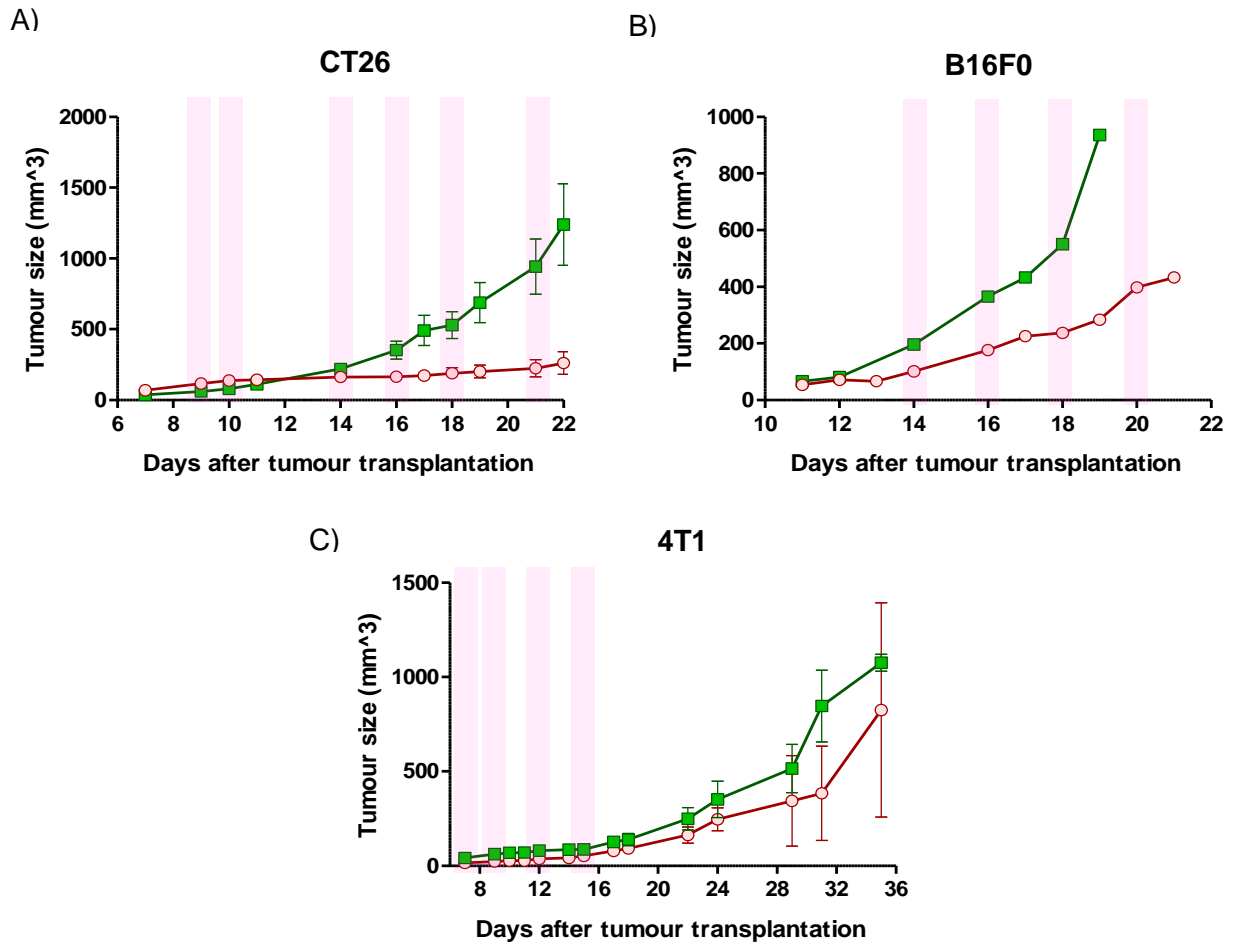 A)
CT26
Tumour size (mm^3)
2000
1500
1000
500
0
6 8 10 12 14 16 18 20 22
Days after tumour transplantation
B)
B16F0
Tumour size (mm^3)
1000
800
600
400
200
0
10 12 14 16 18 20 22
Days after tumour transplantation
C)
4T1
Tumour size (mm^3)
1500
1000
500
0
8 12 16 20 24 28 32 36
Days after tumour transplantation